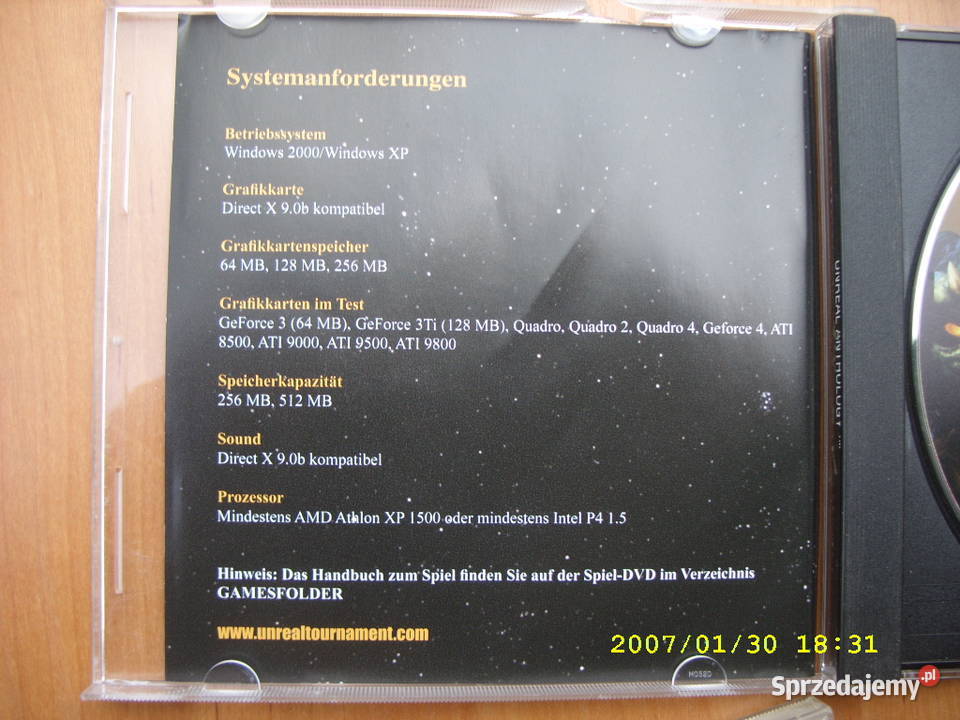 Systemanforderungen
Betriebssystem
Windows 2000/Windows XP
Grafikkarte
Direct X 9.0b kompatibel
Grafikkartenspeicher
64 MB, 128 MB, 256 MB
Grafikkarten im Test
GeForce 3 (64 MB), GeForce 3Ti (128 MB), Quadro, Quadro 2, Quadro 4, Geforce 4, ATI
8500, ATI 9000, ATI 9500, ATI 9800
Speicherkapazität
256 MB, 512 MB
Sound
Direct X 9.0b kompatibel
Prozessor
Mindestens AMD Athlon XP 1500 oder mindestens Intel P4 1.5
Hinweis: Das Handbuch zum Spiel finden Sie auf der Spiel-DVD im Verzeichnis
GAMESFOLDER
www.unrealtournament.com
UNREAL ANTHOLOGY
2007/01/30 18:31
Sprzedajemy.pl